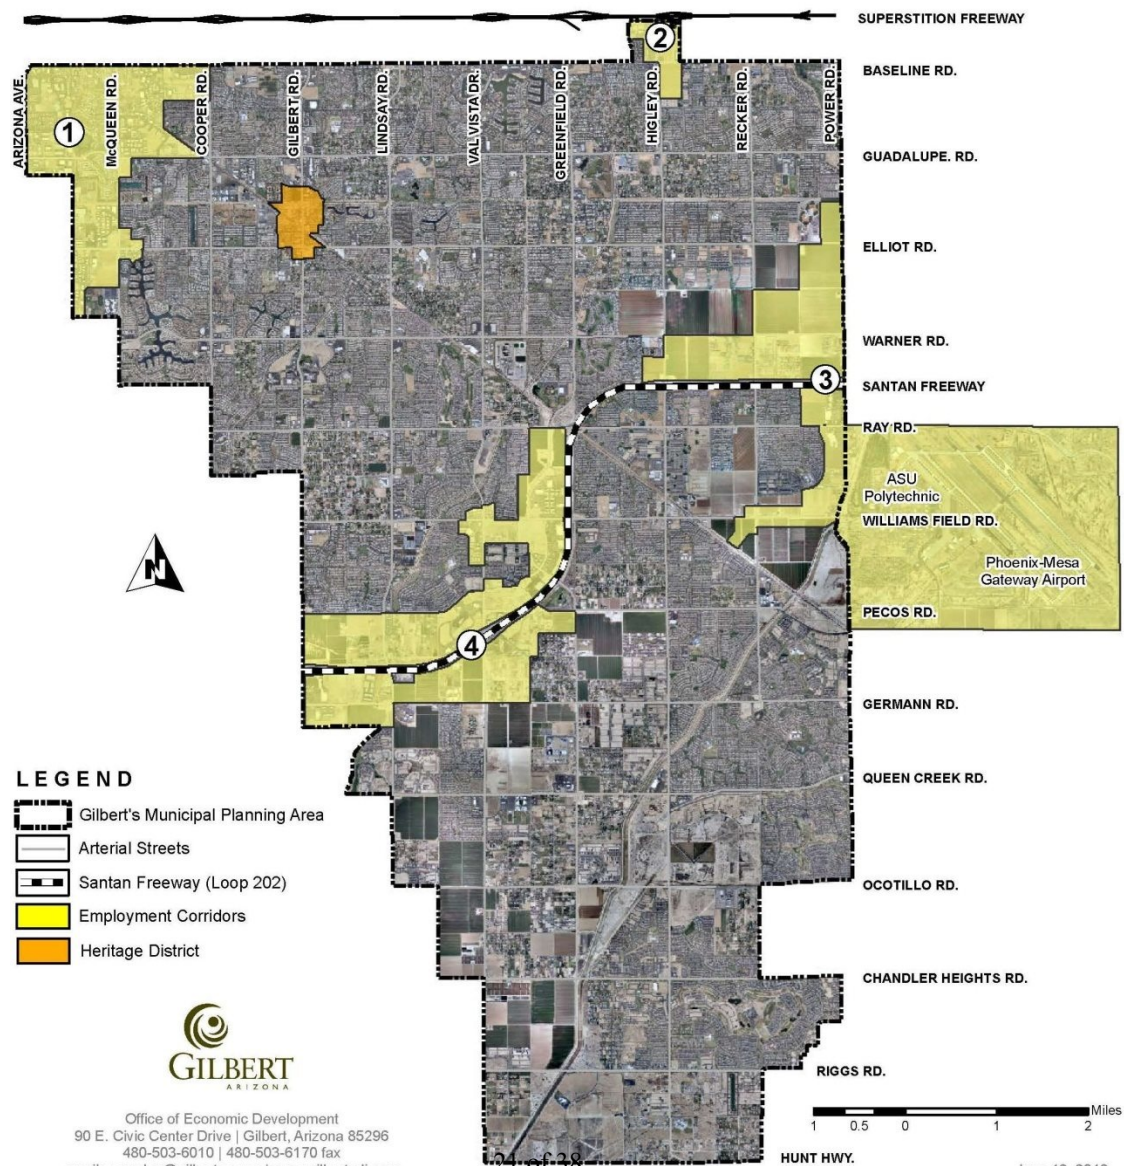 SUPERSTITION FREEWAY
2
BASELINE RD.
ARIZONA AVE.
McQUEEN RD.
COOPER RD.
GILBERT RD.
LINDSAY RD.
VAL VISTA DR.
GREENFIELD RD.
HIGLEY RD.
RECKER RD.
POWER RD.
1
GUADALUPE. RD.
ELLIOT RD.
WARNER RD.
3
SANTAN FREEWAY
RAY RD.
ASU
Polytechnic
WILLIAMS FIELD RD.
Phoenix-Mesa
Gateway Airport
N
PECOS RD.
4
GERMANN RD.
QUEEN CREEK RD.
OCOTILLO RD.
CHANDLER HEIGHTS RD.
RIGGS RD.
HUNT HWY.
LEGEND
Gilbert's Municipal Planning Area
Arterial Streets
Santan Freeway (Loop 202)
Employment Corridors
Heritage District
GILBERT
ARIZONA
Office of Economic Development
90 E. Civic Center Drive | Gilbert, Arizona 85296
480-503-6010 | 480-503-6170 fax
21 of 38
Miles
1 0.5 0 1 2